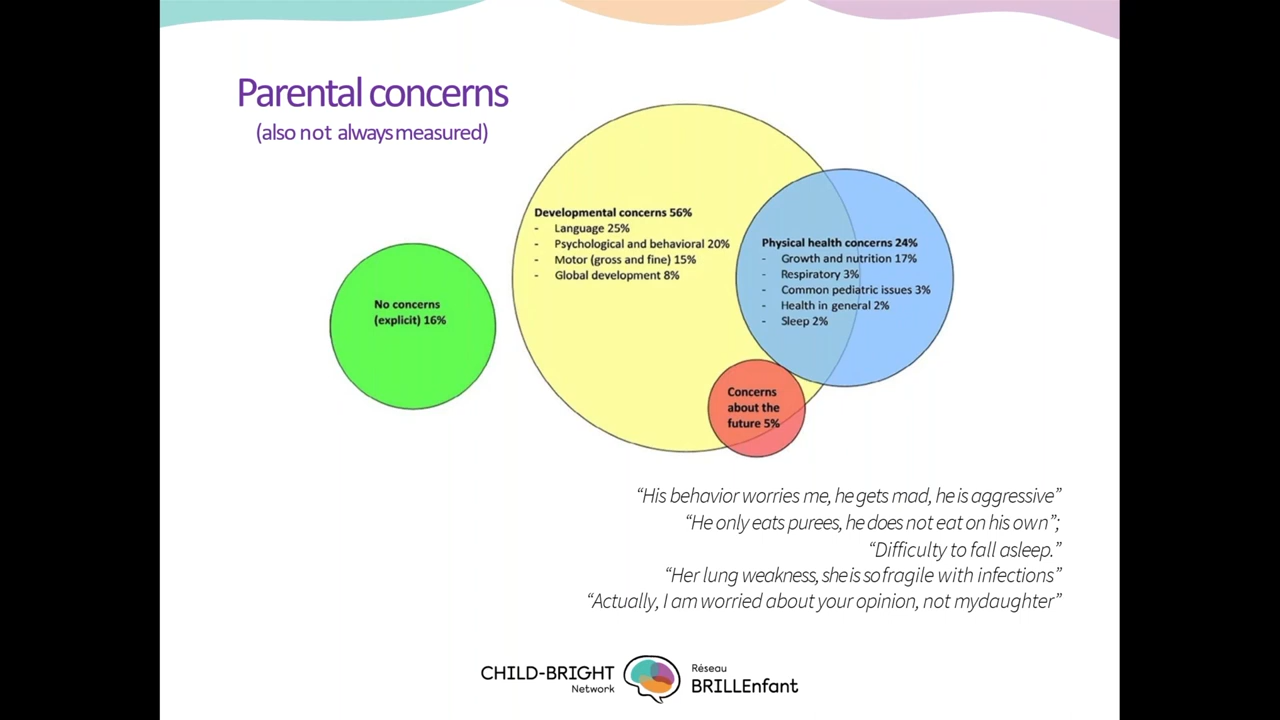 Parental concerns
(also not always measured)
Developmental concerns 56%
- Language 25%
- Psychological and behavioral 20%
- Motor (gross and fine) 15%
- Global development 8%
Physical health concerns 24%
- Growth and nutrition 17%
- Respiratory 3%
- Common pediatric issues 3%
- Health in general 2%
- Sleep 2%
No concerns
(explicit) 16%
Concerns
about the
future 5%
“His behavior worries me, he gets mad, he is aggressive”
“He only eats purees, he does not eat on his own”;
“Difficulty to fall asleep.”
“Her lung weakness, she is so fragile with infections”
“Actually, I am worried about your opinion, not mydaughter”
CHILD-BRIGHT
Network
Réseau
BRILLEnfant